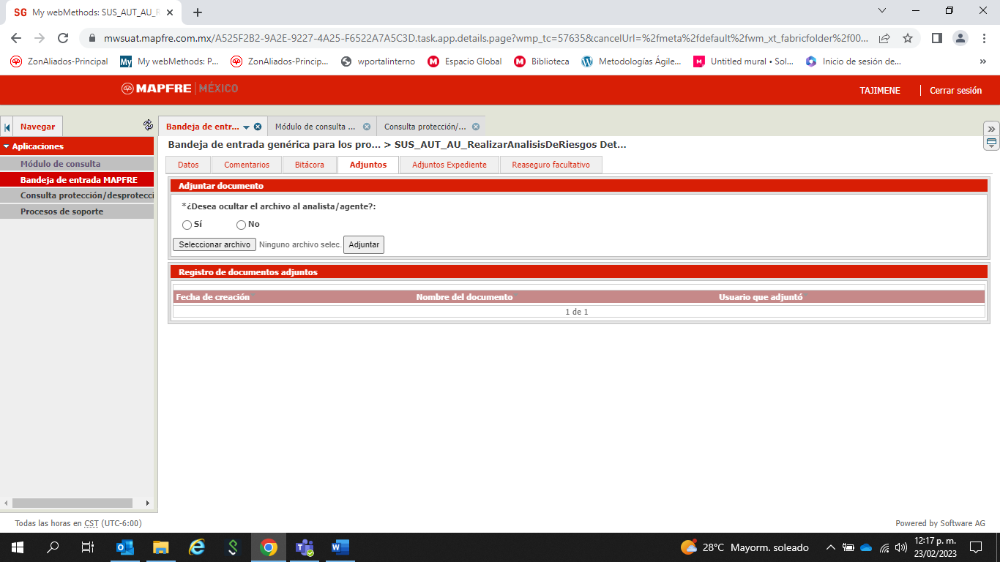 SG My webMethods: SUS_AUT_AU_R
mwsuat.mapfre.com.mx/A525F2B2-9A2E-9227-4A25-F6522A7A5C3D.task.app.details.page?wmp_tc=57635&cancelUrl=%2fmeta%2fdefault%2fwm_xt_fabricfolder%2f00...
ZonAliados-Principal My My webMethods: P... ZonAliados-Princip... wportalinterno Espacio Global Biblioteca Metodologías Ágile... Untitled mural • Sol... Inicio de sesión de... »
MAPFRE MÉXICO TAJIMENE Cerrar sesión
Navegar Bandeja de entr... Módulo de consulta ... Consulta protección/...
Aplicaciones
Módulo de consulta
Bandeja de entrada MAPFRE
Consulta protección/desprotecci
Procesos de soporte
Bandeja de entrada genérica para los pro... > SUS_AUT_AU_RealizarAnalisisDeRiesgos Det...
Datos Comentarios Bitácora Adjuntos Adjuntos Expediente Reaseguro facultativo
Adjuntar documento
*¿Desea ocultar el archivo al analista/agente?:
Sí No
Seleccionar archivo Ninguno archivo selec. Adjuntar
Registro de documentos adjuntos
Fecha de creación Nombre del documento Usuario que adjuntó
1 de 1
Todas las horas en CST (UTC-6:00) Powered by Software AG
28°C Mayorm. soleado 12:17 p. m.
23/02/2023